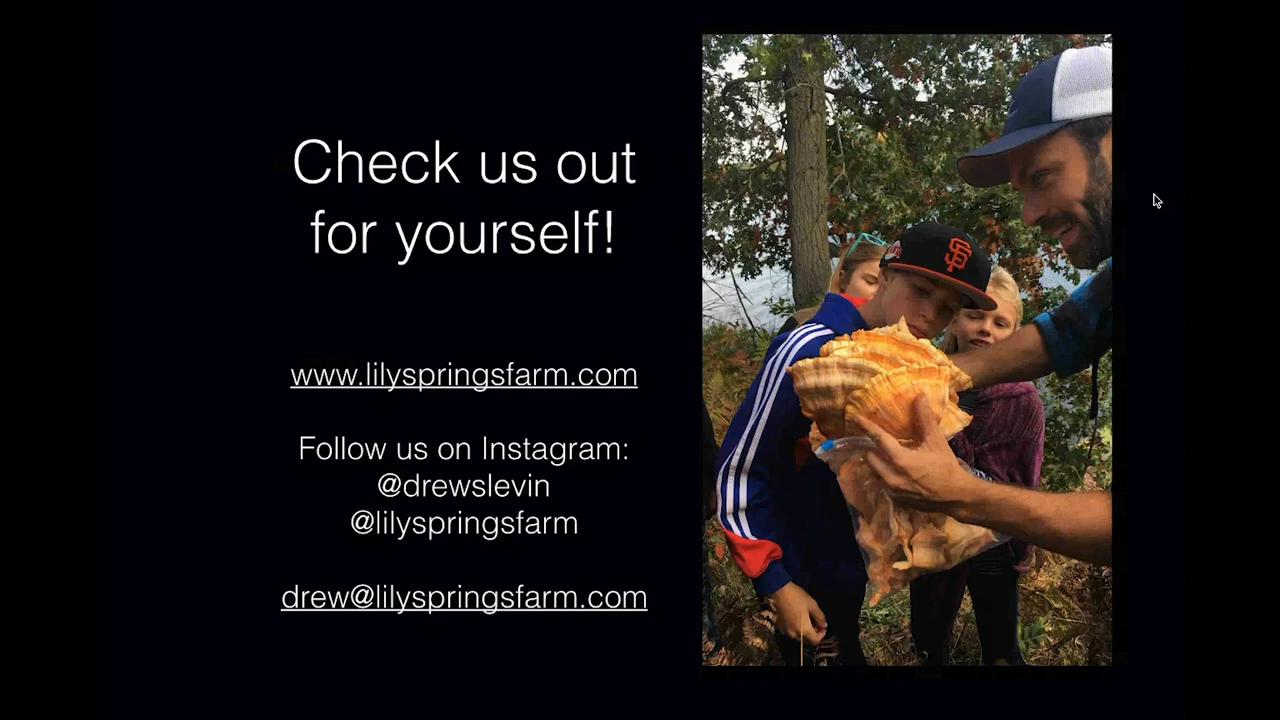 Check us out
for yourself!
www.lilyspringsfarm.com
Follow us on Instagram:
@drewslevin
@lilyspringsfarm
drew@lilyspringsfarm.com
SF